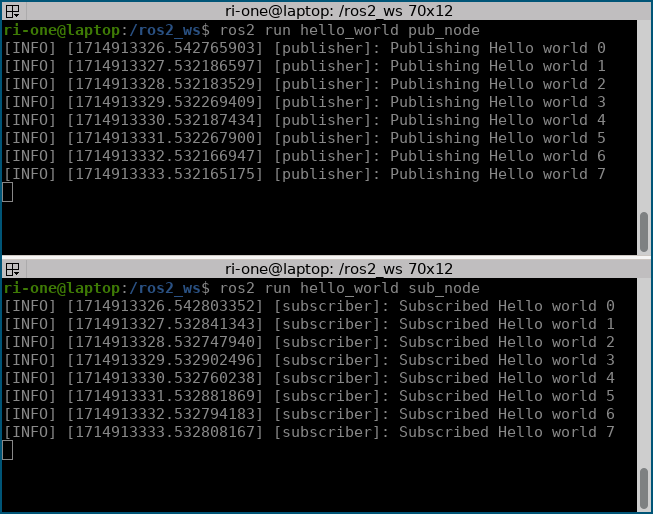 ri-one@laptop: /ros2_ws 70x12
ri-one@laptop:/ros2_ws$ ros2 run hello_world pub_node
[INFO] [1714913326.542765903] [publisher]: Publishing Hello world 0
[INFO] [1714913327.532186597] [publisher]: Publishing Hello world 1
[INFO] [1714913328.532183529] [publisher]: Publishing Hello world 2
[INFO] [1714913329.532269409] [publisher]: Publishing Hello world 3
[INFO] [1714913330.532187434] [publisher]: Publishing Hello world 4
[INFO] [1714913331.532267900] [publisher]: Publishing Hello world 5
[INFO] [1714913332.532166947] [publisher]: Publishing Hello world 6
[INFO] [1714913333.532165175] [publisher]: Publishing Hello world 7
ri-one@laptop: /ros2_ws 70x12
ri-one@laptop:/ros2_ws$ ros2 run hello_world sub_node
[INFO] [1714913326.542803352] [subscriber]: Subscribed Hello world 0
[INFO] [1714913327.532841343] [subscriber]: Subscribed Hello world 1
[INFO] [1714913328.532747940] [subscriber]: Subscribed Hello world 2
[INFO] [1714913329.532902496] [subscriber]: Subscribed Hello world 3
[INFO] [1714913330.532760238] [subscriber]: Subscribed Hello world 4
[INFO] [1714913331.532881869] [subscriber]: Subscribed Hello world 5
[INFO] [1714913332.532794183] [subscriber]: Subscribed Hello world 6
[INFO] [1714913333.532808167] [subscriber]: Subscribed Hello world 7